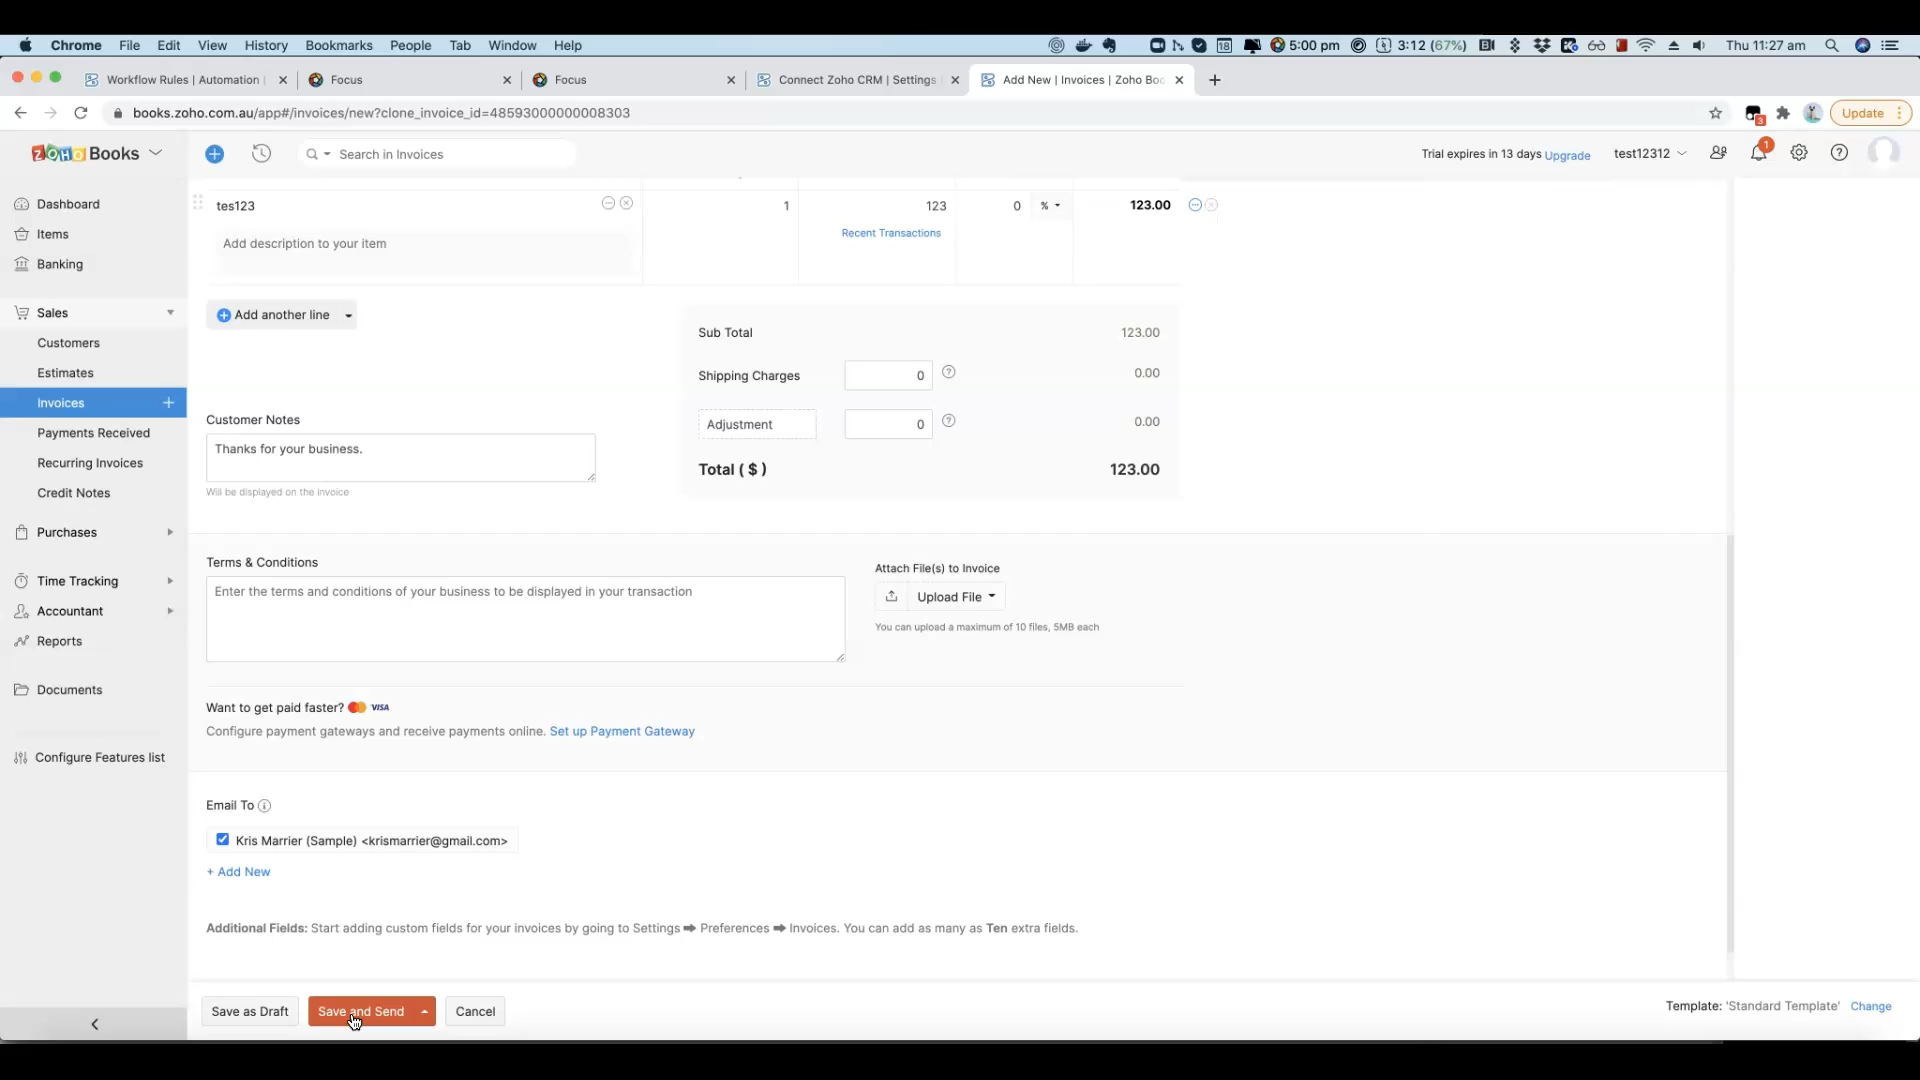 Chrome File Edit View History Bookmarks People Tab Window Help
18 5:00 pm 3:12 (67%) Thu 11:27 am
Workflow Rules | Automation
Focus
Focus
Connect Zoho CRM | Settings
Add New | Invoices | Zoho Boo
books.zoho.com.au/app#/invoices/new?clone_invoice_id=48593000000008303
3
Update
ZOHO Books
Search in Invoices
Trial expires in 13 days Upgrade
test12312
1
Dashboard
Items
Banking
Sales
Customers
Estimates
Invoices
Payments Received
Recurring Invoices
Credit Notes
Purchases
Time Tracking
Accountant
Reports
Documents
Configure Features list
tes123 1 123 0 % 123.00
Recent Transactions
Add description to your item
Add another line
Sub Total 123.00
Shipping Charges 0 0.00
Adjustment 0 0.00
Total ( $ ) 123.00
Customer Notes
Thanks for your business.
Will be displayed on the invoice
Terms & Conditions
Enter the terms and conditions of your business to be displayed in your transaction
Attach File(s) to Invoice
Upload File
You can upload a maximum of 10 files, 5MB each
Want to get paid faster? VISA
Configure payment gateways and receive payments online. Set up Payment Gateway
Email To
Kris Marrier (Sample) <krismarrier@gmail.com>
+ Add New
Additional Fields: Start adding custom fields for your invoices by going to Settings ➡ Preferences ➡ Invoices. You can add as many as Ten extra fields.
Save as Draft
Save and Send
Cancel
Template: 'Standard Template' Change